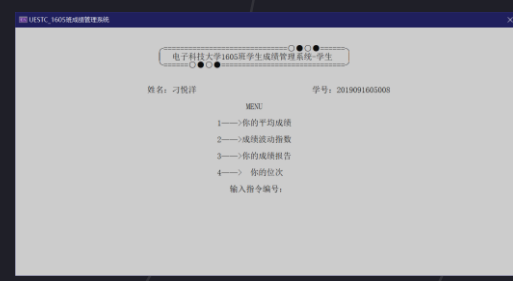 UESTC_1605班成绩管理系统
电子科技大学1605班学生成绩管理系统-学生
姓名：刁悦洋 学号：2019091605008
MENU
1---->你的平均成绩
2---->成绩波动指数
3---->你的成绩报告
4----> 你的位次
输入指令编号：